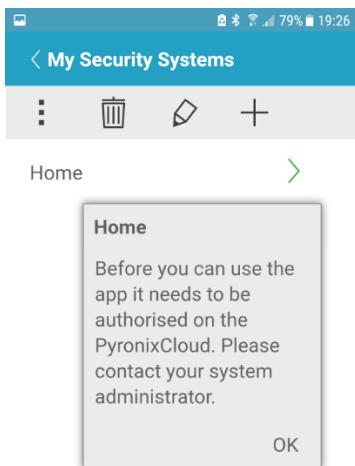 79% 19:26
My Security Systems
Home
Home
Before you can use the
app it needs to be
authorised on the
PyronixCloud. Please
contact your system
administrator.
OK